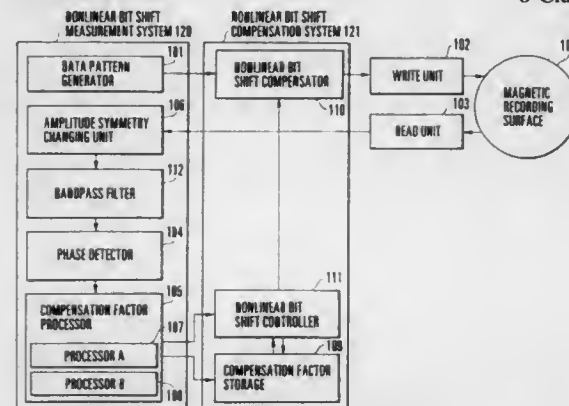 NONLINEAR BIT SHIFT
MEASUREMENT SYSTEM 120
NONLINEAR BIT SHIFT
COMPENSATION SYSTEM 121
101
DATA PATTERN
GENERATOR
NONLINEAR BIT
SHIFT COMPENSATOR
110
102
WRITE UNIT
103
READ UNIT
MAGNETIC
RECORDING
SURFACE
106
AMPLITUDE SYMMETRY
CHANGING UNIT
112
BANDPASS FILTER
104
PHASE DETECTOR
105
COMPENSATION FACTOR
PROCESSOR
107
PROCESSOR A
PROCESSOR B
108
111
NONLINEAR BIT
SHIFT CONTROLLER
109
COMPENSATION FACTOR
STORAGE